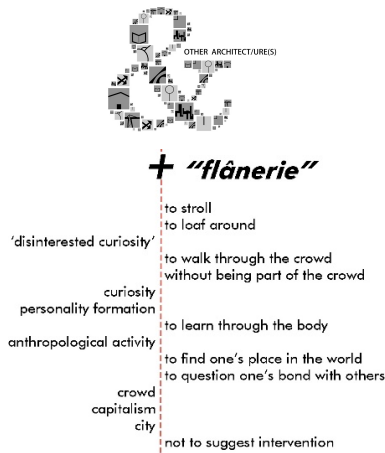 &
OTHER ARCHITECT/URE(S)
+ "flânerie"
to stroll
to loaf around
'disinterested curiosity'
to walk through the crowd
without being part of the crowd
curiosity
personality formation
to learn through the body
anthropological activity
to find one's place in the world
to question one's bond with others
crowd
capitalism
city
not to suggest intervention